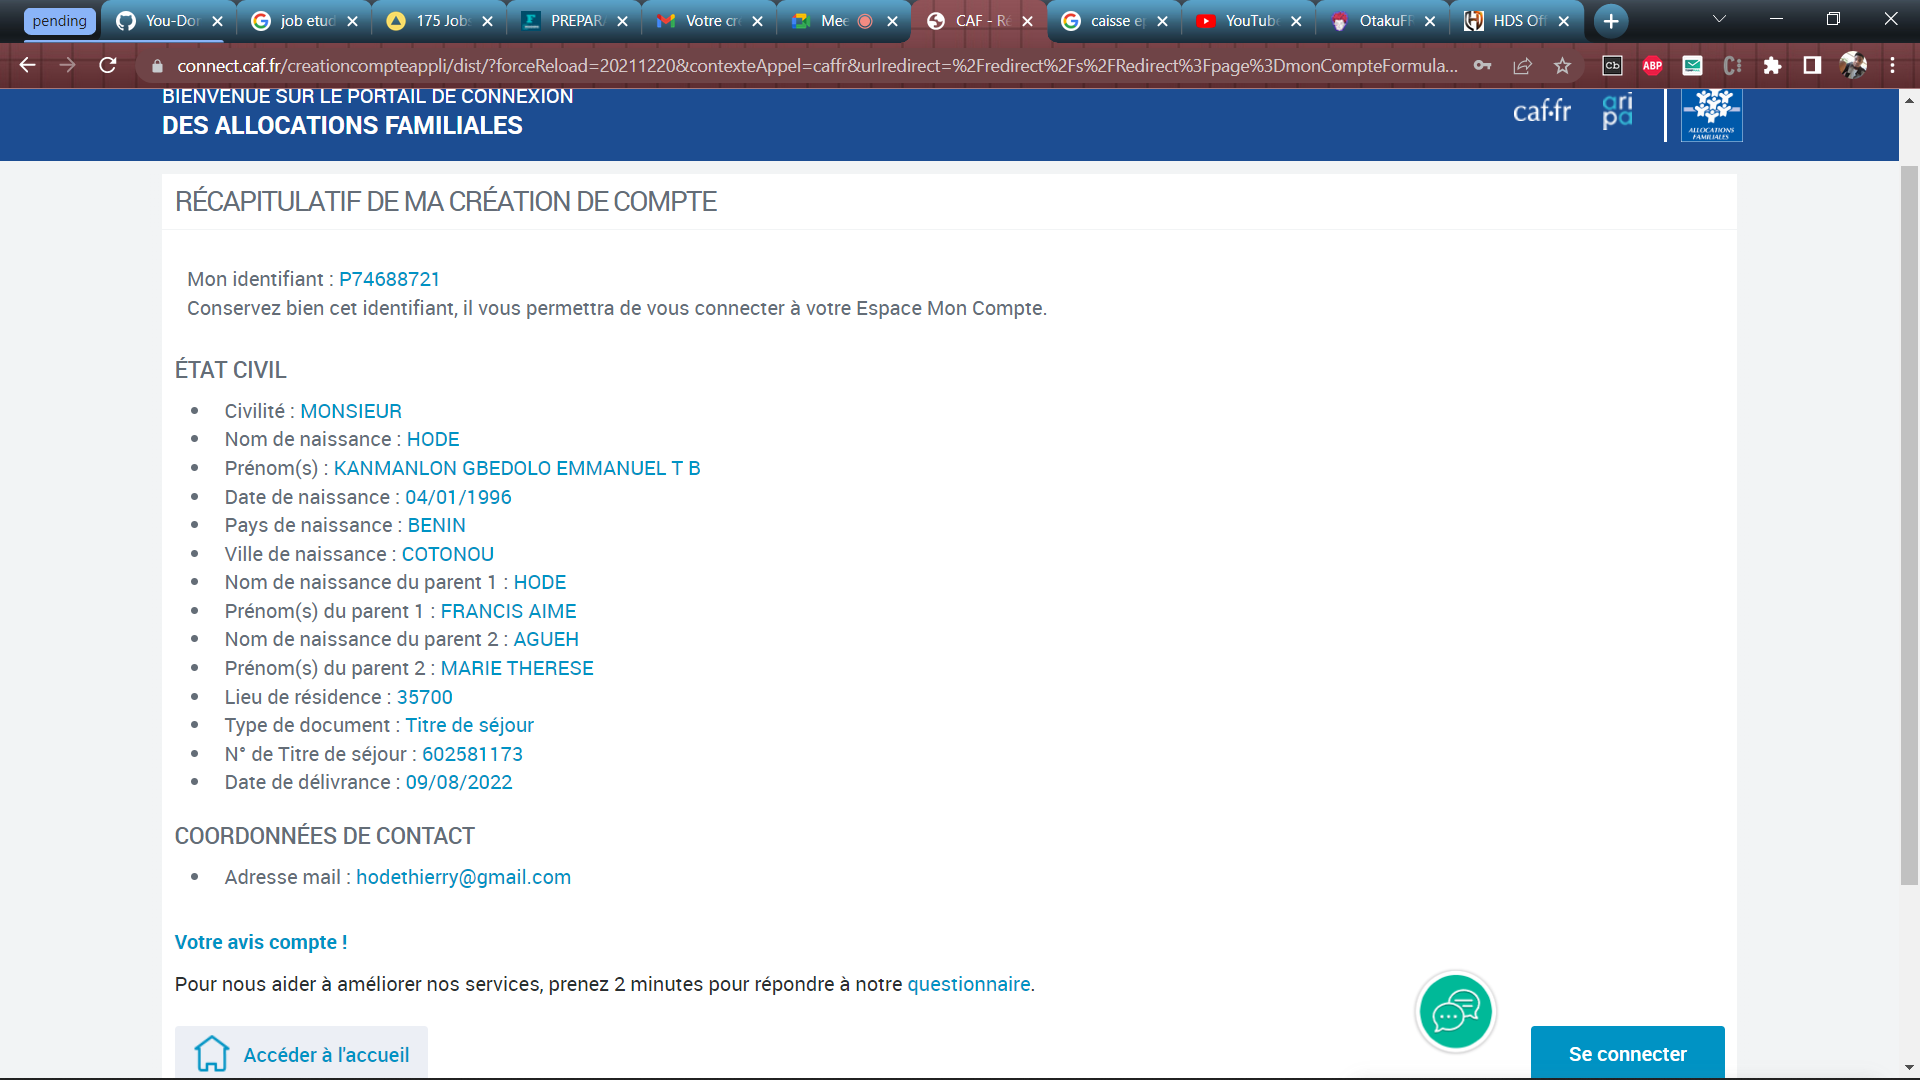 pending
You-Dor
job etud
175 Jobs
PREPAR
Votre cr
Mee
CAF - R
caisse e
YouTube
OtakuFR
HDS Off
connect.caf.fr/creationcompteappli/dist/?forceReload=20211220&contexteAppel=caffr&urlredirect=%2Fredirect%2Fs%2FRedirect%3Fpage%3DmonCompteFormula...
Cb
ABP
BIENVENUE SUR LE PORTAIL DE CONNEXION
DES ALLOCATIONS FAMILIALES
caf.fr
ari
pa
ALLOCATIONS
FAMILIALES
RÉCAPITULATIF DE MA CRÉATION DE COMPTE
Mon identifiant : P74688721
Conservez bien cet identifiant, il vous permettra de vous connecter à votre Espace Mon Compte.
ÉTAT CIVIL
• Civilité : MONSIEUR
• Nom de naissance : HODE
• Prénom(s) : KANMANLON GBEDOLO EMMANUEL T B
• Date de naissance : 04/01/1996
• Pays de naissance : BENIN
• Ville de naissance : COTONOU
• Nom de naissance du parent 1 : HODE
• Prénom(s) du parent 1 : FRANCIS AIME
• Nom de naissance du parent 2 : AGUEH
• Prénom(s) du parent 2 : MARIE THERESE
• Lieu de résidence : 35700
• Type de document : Titre de séjour
• N° de Titre de séjour : 602581173
• Date de délivrance : 09/08/2022
COORDONNÉES DE CONTACT
• Adresse mail : hodethierry@gmail.com
Votre avis compte !
Pour nous aider à améliorer nos services, prenez 2 minutes pour répondre à notre questionnaire.
Accéder à l'accueil
Se connecter